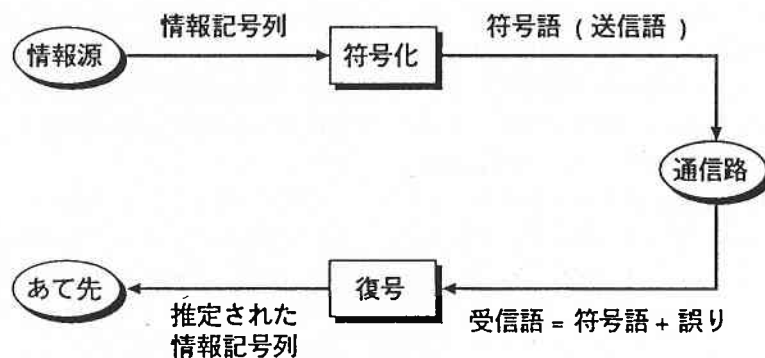 情報源
情報記号列
符号化
符号語 ( 送信語 )
通信路
受信語 = 符号語 + 誤り
復号
推定された
情報記号列
あて先